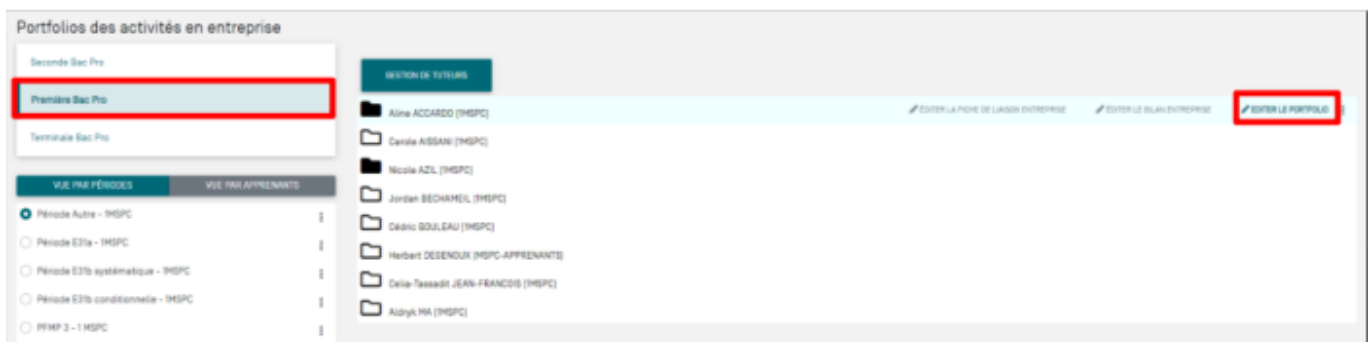 Portfolios des activités en entreprise
Seconde Bac Pro
Première Bac Pro
Terminale Bac Pro
VUE PAR PÉRIODES VUE PAR APPRENANTS
Période Autre - 1MSPC
Période E31a - 1MSPC
Période E31b systématique - 1MSPC
Période E31b conditionnelle - 1MSPC
PFMP 3 - 1 MSPC
GESTION DE TUTEURS
Aline ACCARDO [1MSPC] ÉDITER LA FICHE DE LIAISON ENTREPRISE ÉDITER LE BILAN ENTREPRISE EDITER LE PORTFOLIO
Carole AISSANI [1MSPC]
Nicole AZIL [1MSPC]
Jordan BECHAMEIL [1MSPC]
Cédric BOULEAU [1MSPC]
Herbert DEGENOUX [MSPC-APPRENANTS]
Celia-Tassadit JEAN-FRANCOIS [1MSPC]
Aldryk MA [1MSPC]